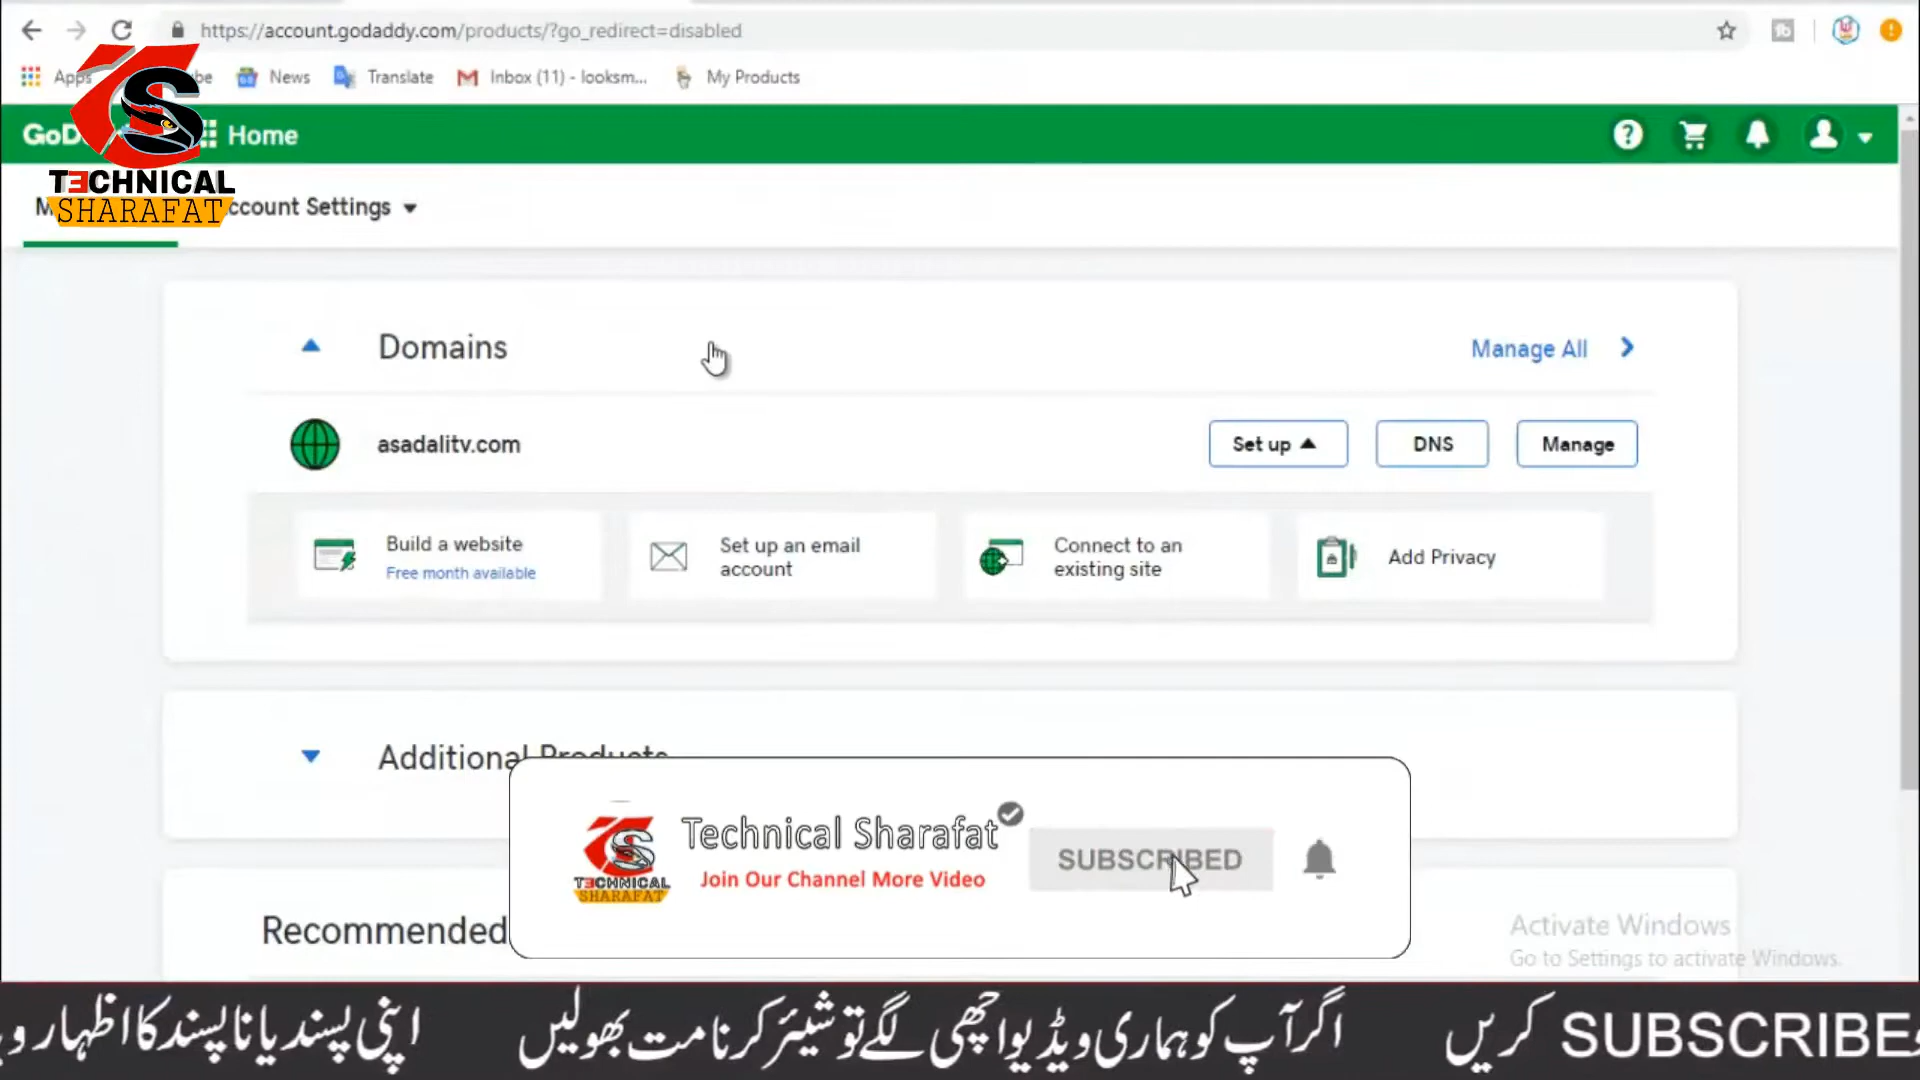 https://account.godaddy.com/products/?go_redirect=disabled
Apps
News
Translate
Inbox (11) - looksm...
My Products
Home
TECHNICAL
SHARAFAT
Account Settings
Domains
Manage All
asadalitv.com
Set up
DNS
Manage
Build a website
Free month available
Set up an email
account
Connect to an
existing site
Add Privacy
Additional Products
Technical Sharafat
Join Our Channel More Video
TECHNICAL
SHARAFAT
SUBSCRIBED
Recommended
Activate Windows
Go to Settings to activate Windows.
SUBSCRIBE کریں اگر آپ کو ہماری ویڈیو اچھی لگے تو شیئر کرنا مت بھولیں اپنی پسند یا ناپسند کا اظہار